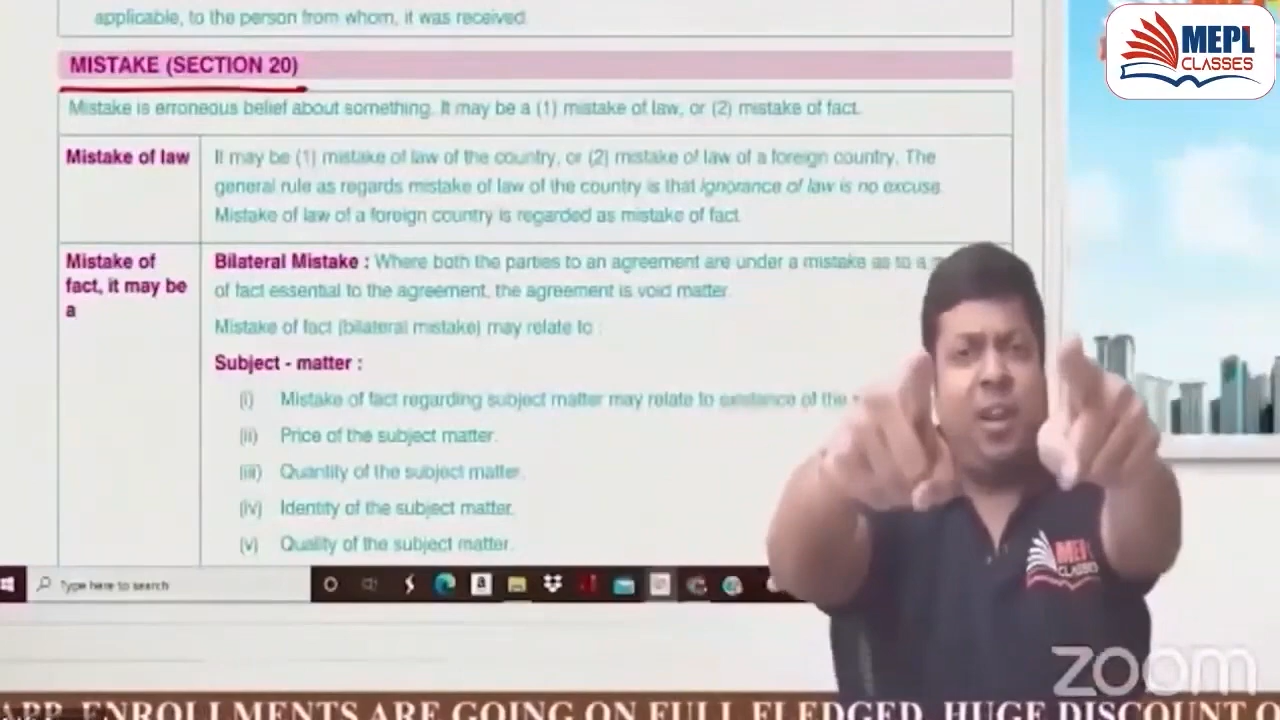 applicable, to the person from whom, it was received
MEPL
CLASSES
MISTAKE (SECTION 20)
Mistake is erroneous belief about something. It may be a (1) mistake of law, or (2) mistake of fact.
Mistake of law
It may be (1) mistake of law of the country, or (2) mistake of law of a foreign country. The
general rule as regards mistake of law of the country is that ignorance of law is no excuse.
Mistake of law of a foreign country is regarded as mistake of fact.
Mistake of
fact, it may be
a
Bilateral Mistake : Where both the parties to an agreement are under a mistake as to a
of fact essential to the agreement, the agreement is void matter.
Mistake of fact (bilateral mistake) may relate to :
Subject - matter :
(i) Mistake of fact regarding subject matter may relate to existence of the
(ii) Price of the subject matter.
(iii) Quantity of the subject matter.
(iv) Identity of the subject matter.
(v) Quality of the subject matter.
MEPL
CLASSES
Type here to search
zoom
APP. ENROLLMENTS ARE GOING ON FULL FLEDGED. HUGE DISCOUNT O